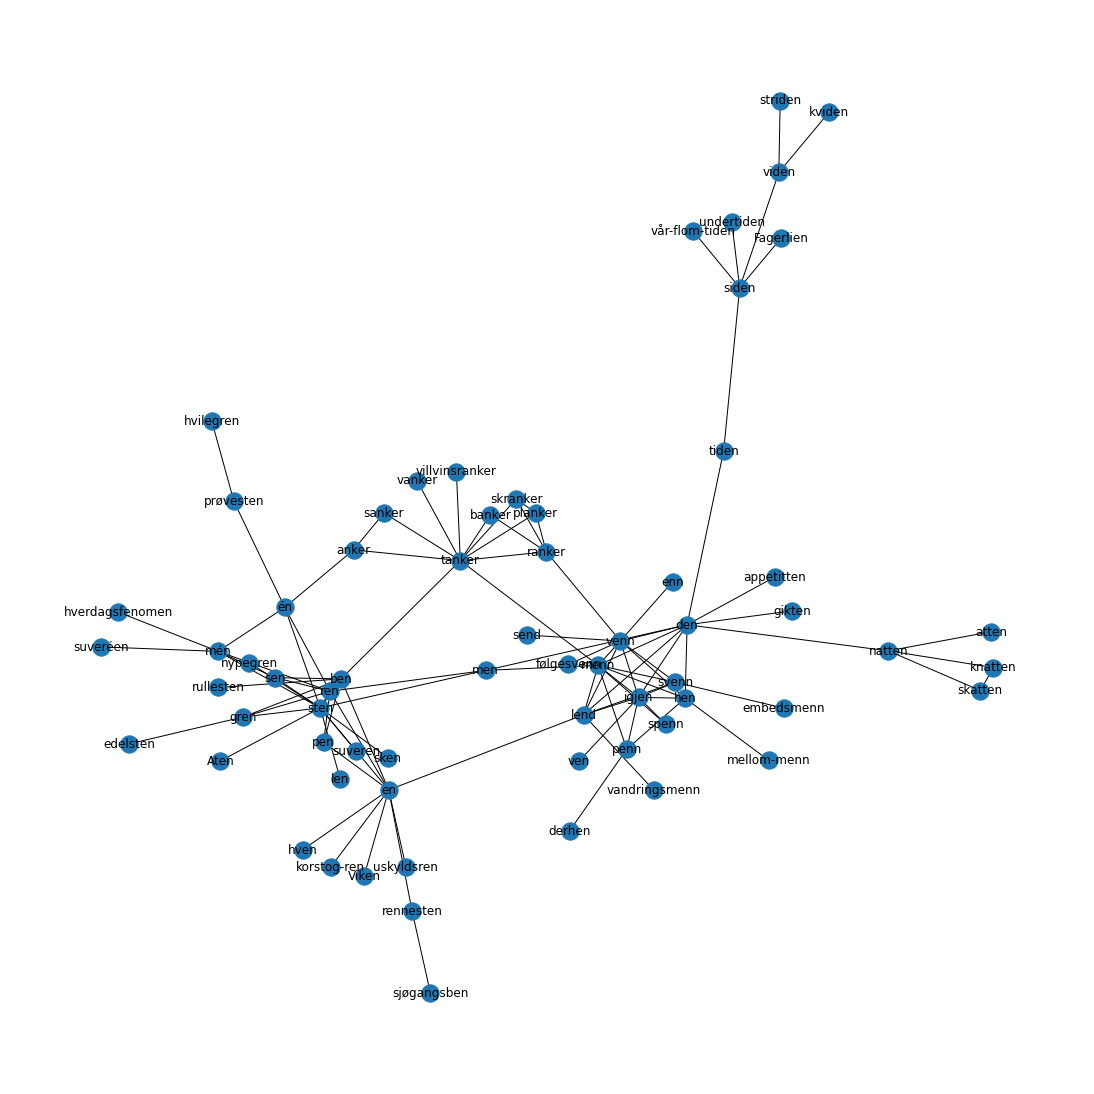 striden
kviden
viden
undertiden
vår-flom-tiden
Fagerlien
siden
hvilegren
tiden
villvinsranker
vanker
skranker
prøvesten
sanker
banker
planker
anker
ranker
tanker
enn
appetitten
hverdagsfenomen
én
gikten
den
send
venn
atten
suveréen
mén
natten
nypegren
følgesvenn
menn
knatten
men
sen
ben
svenn
rullesten
ren
skatten
igjen
hen
sten
embedsmenn
gren
lend
spenn
edelsten
pen
suveren
penn
Aten
sken
ven
mellom-menn
len
en
vandringsmenn
derhen
hven
korstog-ren
uskyldsren
Viken
rennesten
sjøgangsben